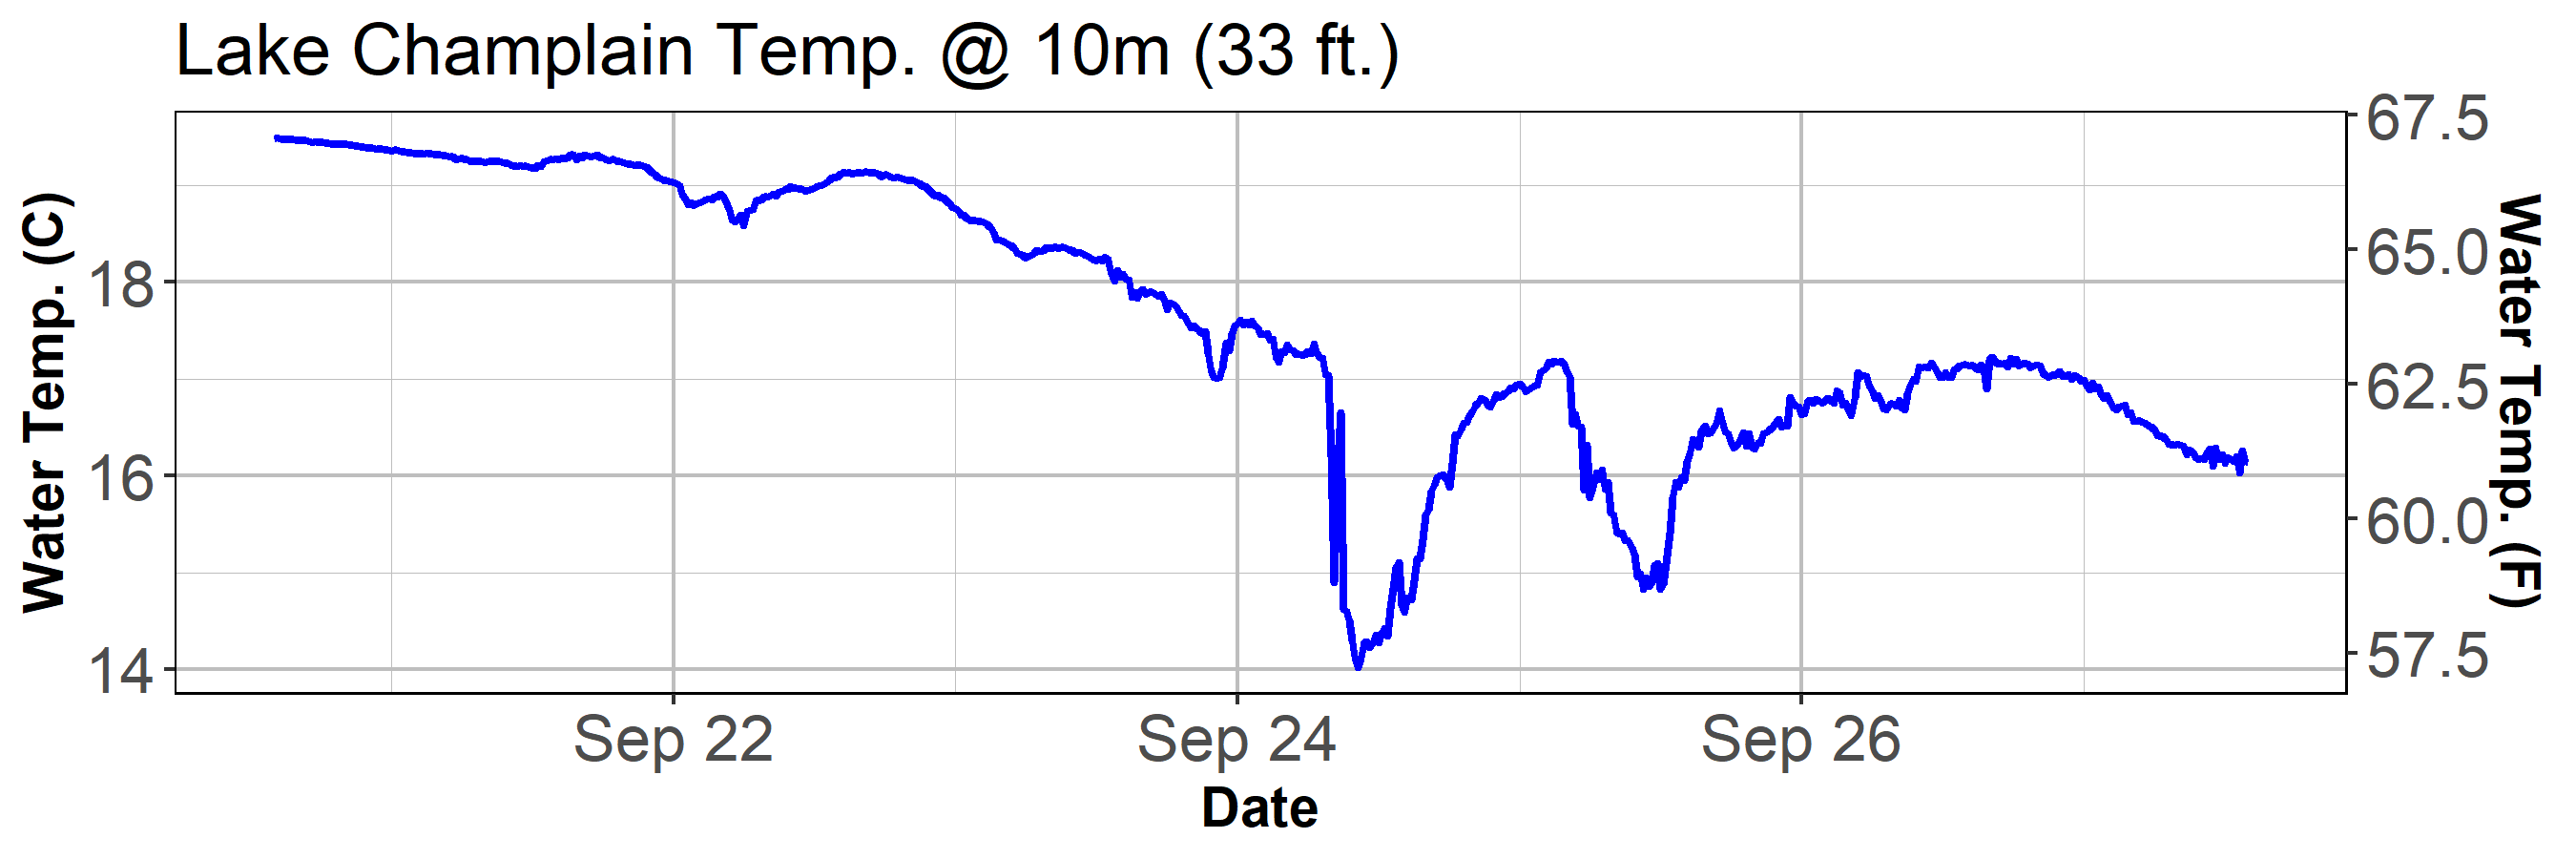 Lake Champlain Temp. @ 10m (33 ft.)
Water Temp. (C)
18
16
14
67.5
65.0
62.5
60.0
57.5
Water Temp. (F)
Sep 22
Sep 24
Sep 26
Date